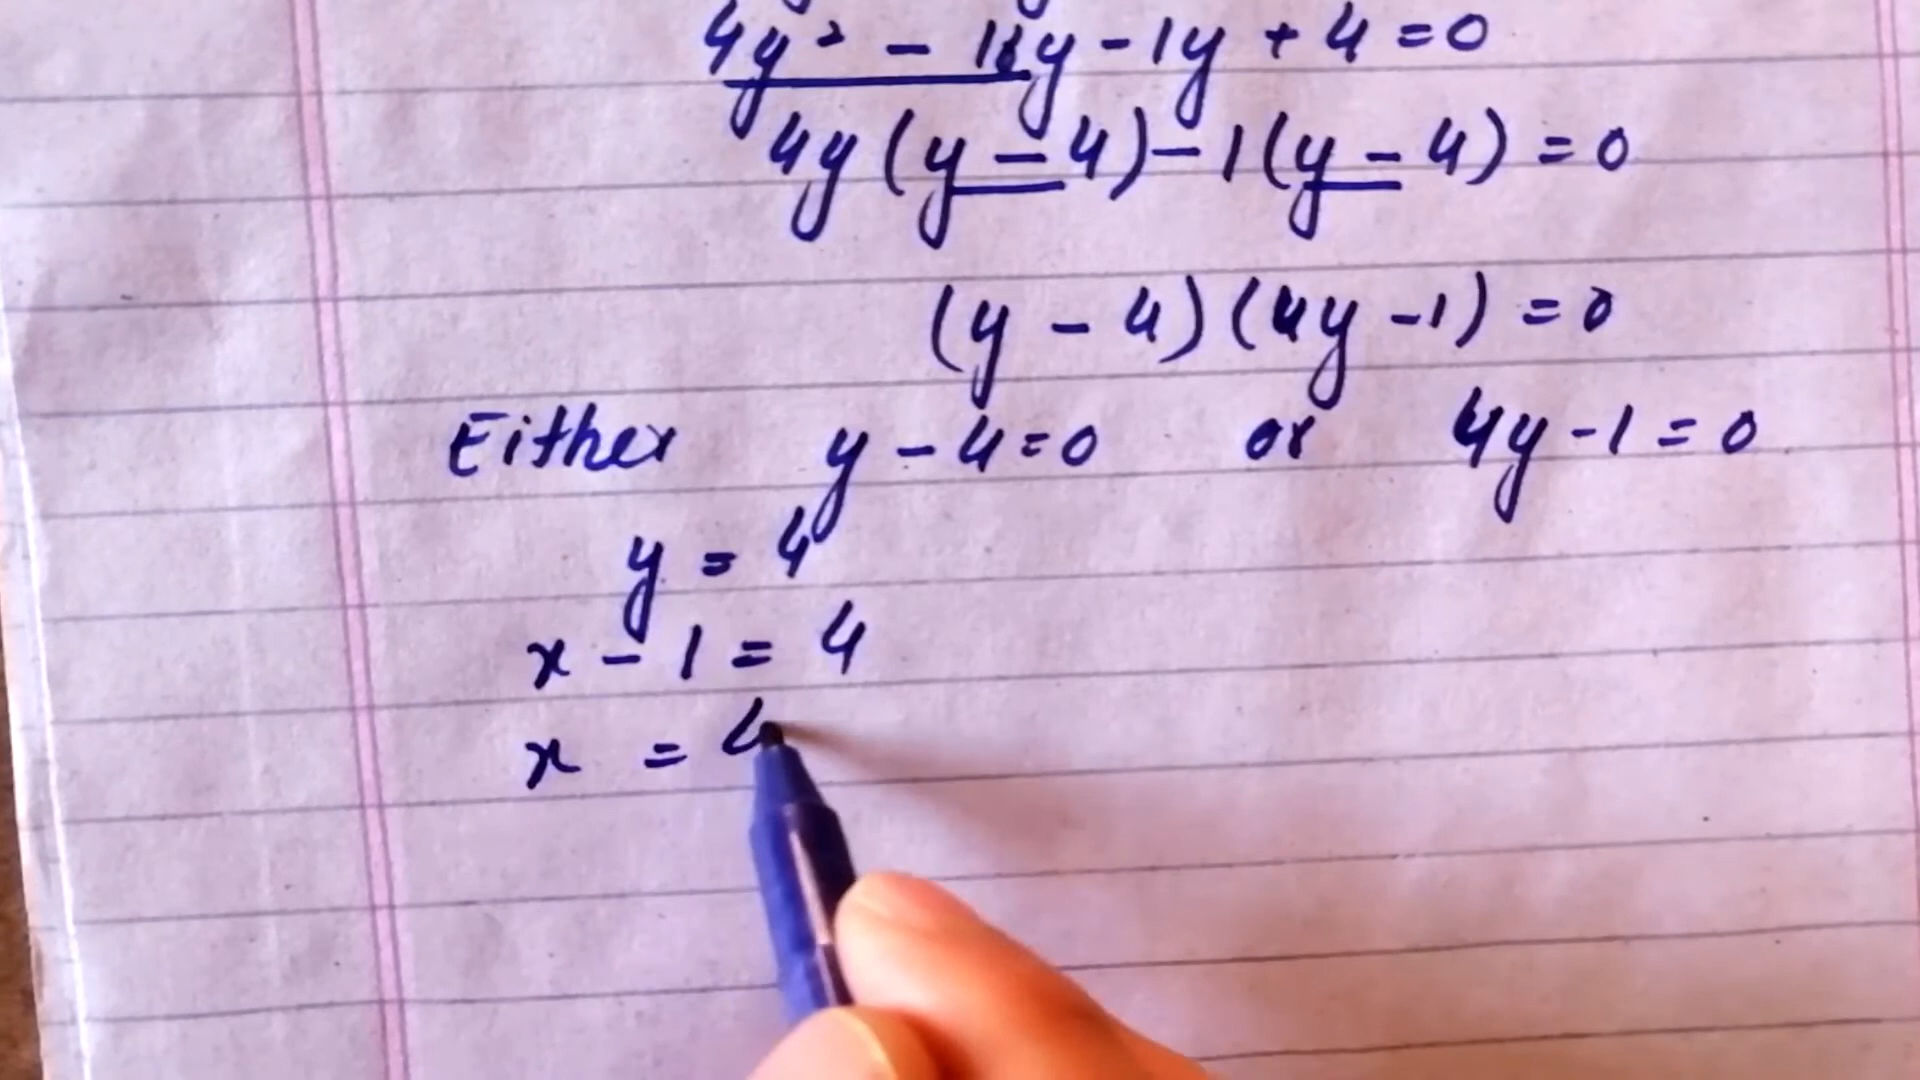 4y² - 16y - 1y + 4 = 0
4y (y - 4) - 1 (y - 4) = 0
(y - 4) (4y - 1) = 0
Either y - 4 = 0 or 4y - 1 = 0
y = 4
x - 1 = 4
x = 4